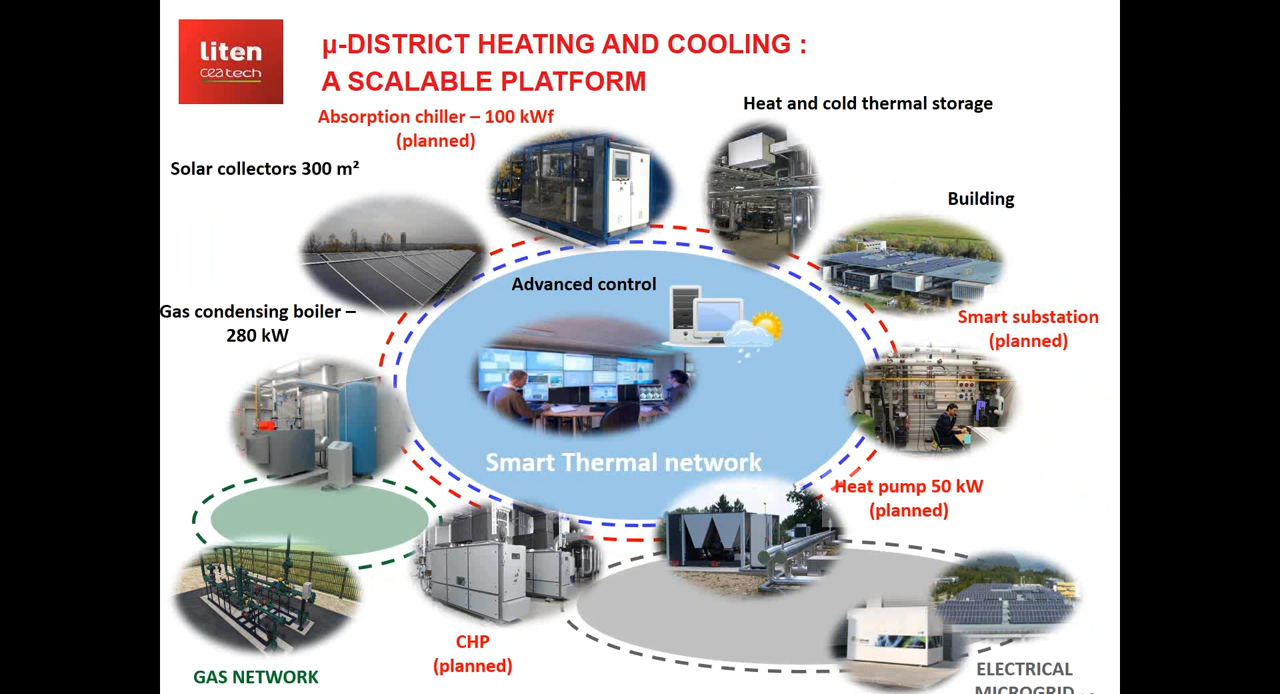 liten
ceatech
µ-DISTRICT HEATING AND COOLING :
A SCALABLE PLATFORM
Absorption chiller – 100 kWf
(planned)
Heat and cold thermal storage
Solar collectors 300 m²
Building
Advanced control
Gas condensing boiler –
280 kW
Smart substation
(planned)
Smart Thermal network
Heat pump 50 kW
(planned)
CHP
(planned)
GAS NETWORK
ELECTRICAL
MICROGRID